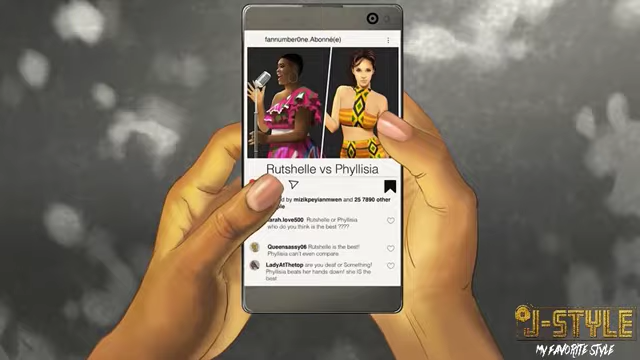 fannumber0ne.Abonné(e)
Rutshelle vs Phyllisia
by mizikpeyianmwen and 25 7890 other
sarah.love500 Rutshelle or Phyllisia
who do you think is the best ????
Queensassy06 Rutshelle is the best!
Phyllisia can't even compare
LadyAtThetop are you deaf or Something!
Phyllisia beats her hands down! she IS the
best
J-STYLE
MY FAVORITE STYLE